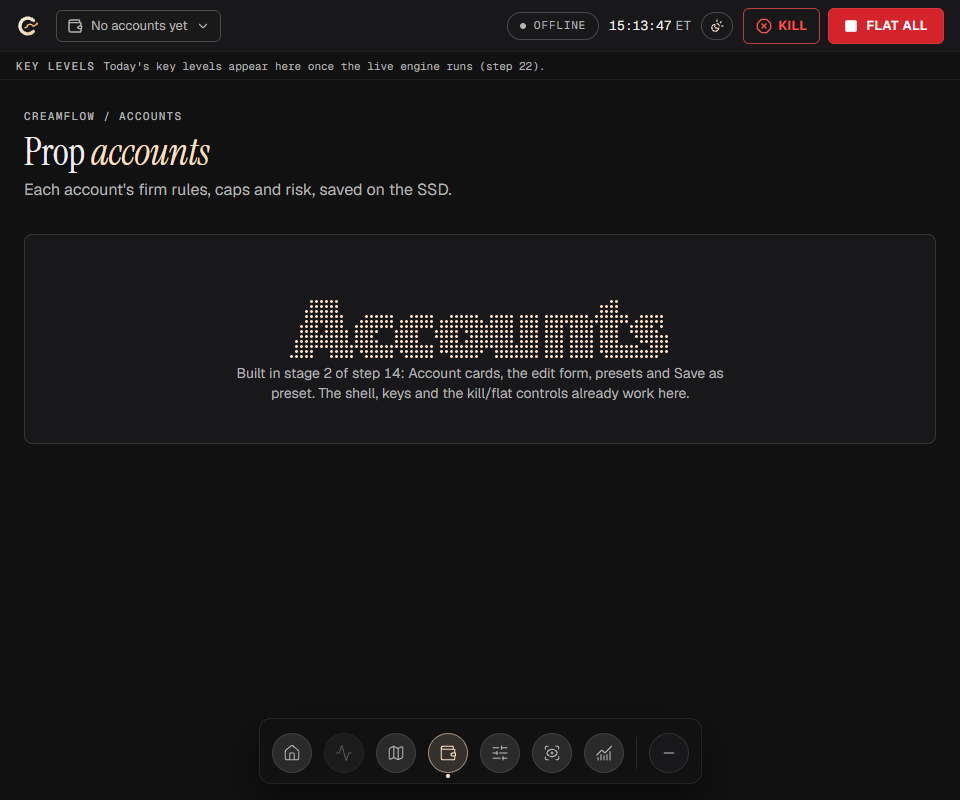 No accounts yet
OFFLINE
15:13:47 ET
KILL
FLAT ALL
KEY LEVELS Today's key levels appear here once the live engine runs (step 22).
CREAMFLOW / ACCOUNTS
Prop accounts
Each account's firm rules, caps and risk, saved on the SSD.
Accounts
Built in stage 2 of step 14: Account cards, the edit form, presets and Save as
preset. The shell, keys and the kill/flat controls already work here.